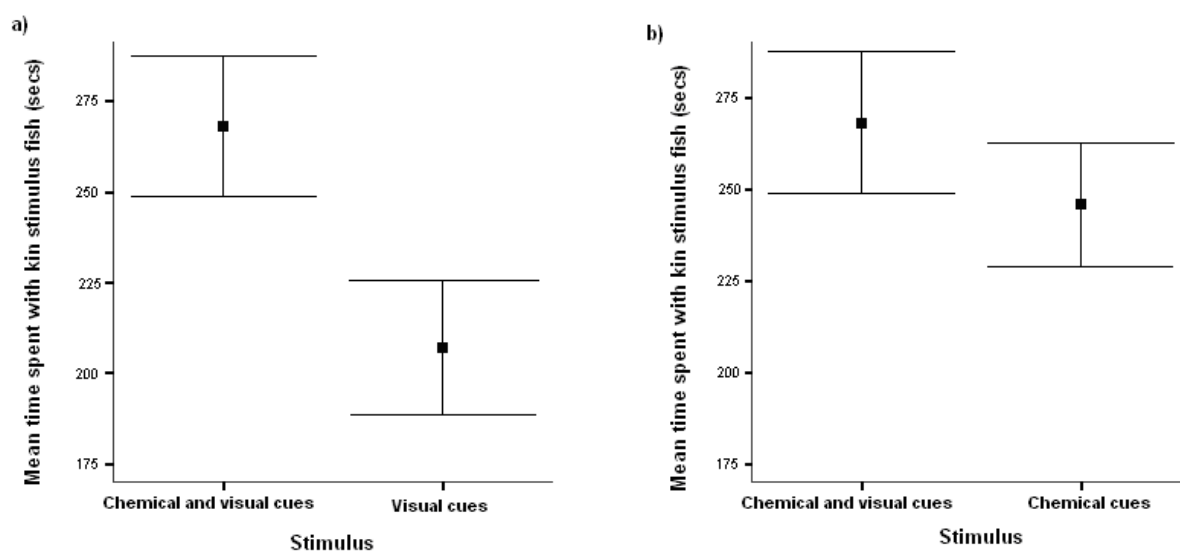 a)
Mean time spent with kin stimulus fish (secs)
275
250
225
200
175
Chemical and visual cues
Visual cues
Stimulus
b)
Mean time spent with kin stimulus fish (secs)
275
250
225
200
175
Chemical and visual cues
Chemical cues
Stimulus